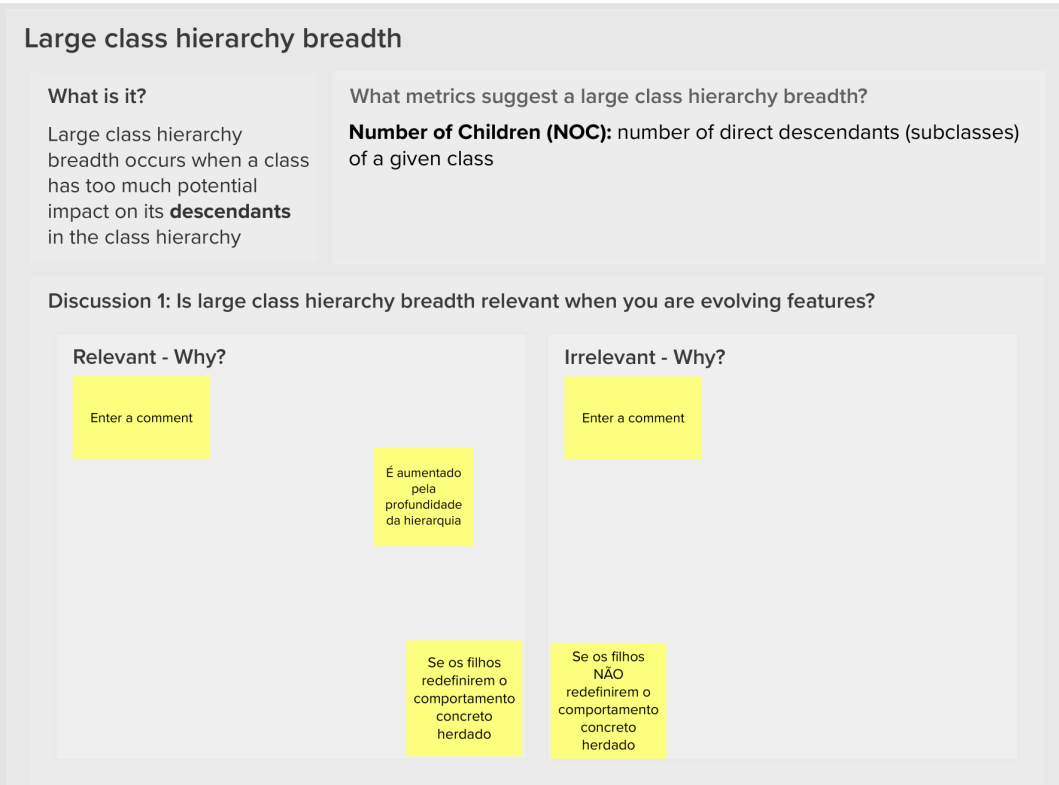 Large class hierarchy breadth
What is it?
Large class hierarchy
breadth occurs when a class
has too much potential
impact on its descendants
in the class hierarchy
What metrics suggest a large class hierarchy breadth?
Number of Children (NOC): number of direct descendants (subclasses)
of a given class
Discussion 1: Is large class hierarchy breadth relevant when you are evolving features?
Relevant - Why?
Enter a comment
É aumentado
pela
profundidade
da hierarquia
Se os filhos
redefinirem o
comportamento
concreto
herdado
Irrelevant - Why?
Enter a comment
Se os filhos
NÃO
redefinirem o
comportamento
concreto
herdado